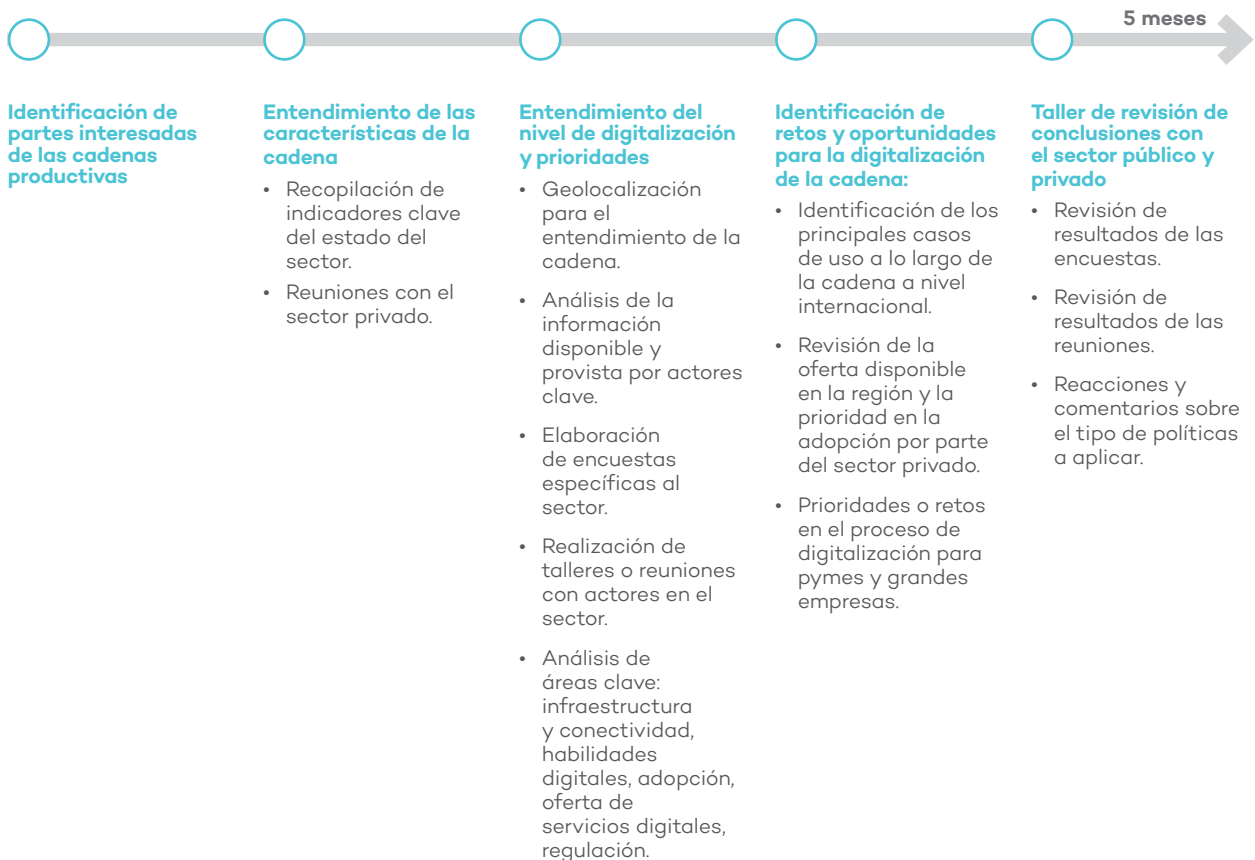 5 meses
Identificación de
partes interesadas
de las cadenas
productivas
Entendimiento de las
características de la
cadena
• Recopilación de
indicadores clave
del estado del
sector.
• Reuniones con el
sector privado.
Entendimiento del
nivel de digitalización
y prioridades
• Geolocalización
para el
entendimiento de la
cadena.
• Análisis de la
información
disponible y
provista por actores
clave.
• Elaboración
de encuestas
específicas al
sector.
• Realización de
talleres o reuniones
con actores en el
sector.
• Análisis de
áreas clave:
infraestructura
y conectividad,
habilidades
digitales, adopción,
oferta de
servicios digitales,
regulación.
Identificación de
retos y oportunidades
para la digitalización
de la cadena:
• Identificación de los
principales casos
de uso a lo largo de
la cadena a nivel
internacional.
• Revisión de la
oferta disponible
en la región y la
prioridad en la
adopción por parte
del sector privado.
• Prioridades o retos
en el proceso de
digitalización para
pymes y grandes
empresas.
Taller de revisión de
conclusiones con
el sector público y
privado
• Revisión de
resultados de las
encuestas.
• Revisión de
resultados de las
reuniones.
• Reacciones y
comentarios sobre
el tipo de políticas
a aplicar.